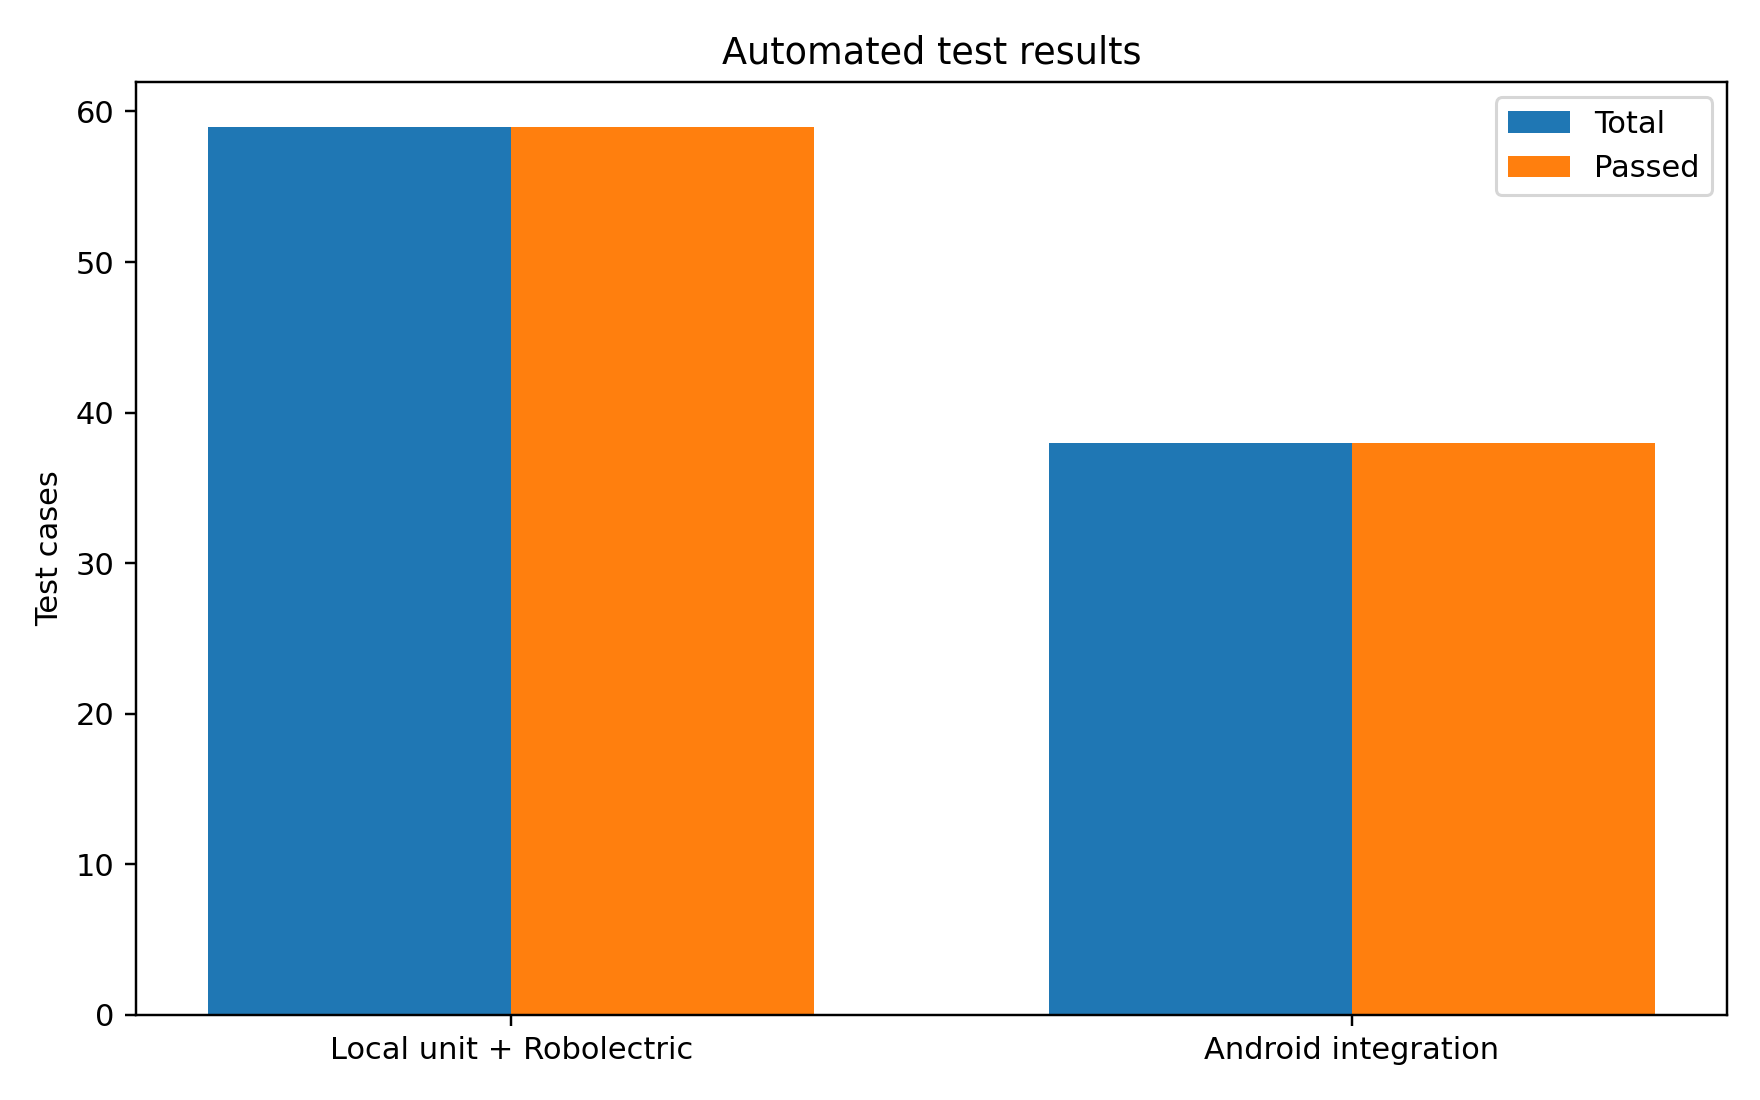 Automated test results
Total
Passed
60
50
40
30
20
10
0
Test cases
Local unit + Robolectric
Android integration